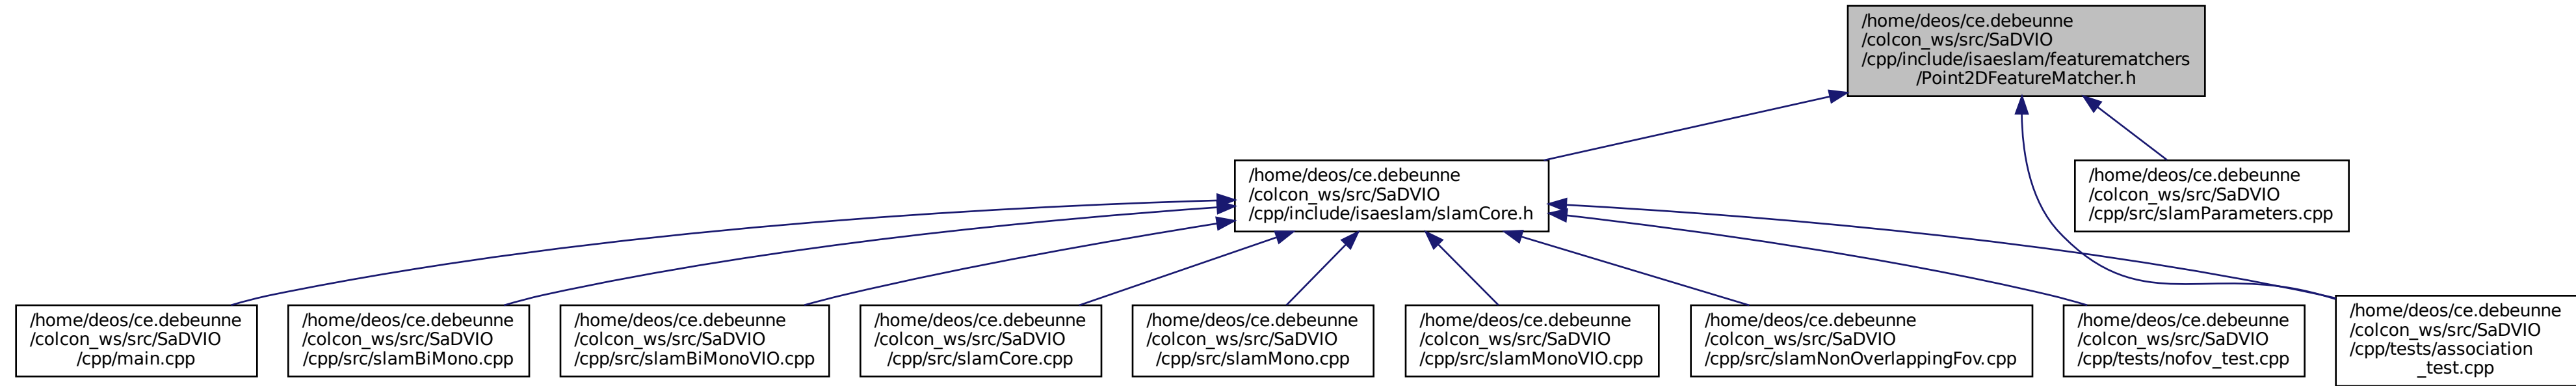 /home/deos/ce.debeunne
/colcon_ws/src/SaDVIO
/cpp/include/isaeslam/featurematchers
/Point2DFeatureMatcher.h
/home/deos/ce.debeunne
/colcon_ws/src/SaDVIO
/cpp/include/isaeslam/slamCore.h
/home/deos/ce.debeunne
/colcon_ws/src/SaDVIO
/cpp/src/slamParameters.cpp
/home/deos/ce.debeunne
/colcon_ws/src/SaDVIO
/cpp/main.cpp
/home/deos/ce.debeunne
/colcon_ws/src/SaDVIO
/cpp/src/slamBiMono.cpp
/home/deos/ce.debeunne
/colcon_ws/src/SaDVIO
/cpp/src/slamBiMonoVIO.cpp
/home/deos/ce.debeunne
/colcon_ws/src/SaDVIO
/cpp/src/slamCore.cpp
/home/deos/ce.debeunne
/colcon_ws/src/SaDVIO
/cpp/src/slamMono.cpp
/home/deos/ce.debeunne
/colcon_ws/src/SaDVIO
/cpp/src/slamMonoVIO.cpp
/home/deos/ce.debeunne
/colcon_ws/src/SaDVIO
/cpp/src/slamNonOverlappingFov.cpp
/home/deos/ce.debeunne
/colcon_ws/src/SaDVIO
/cpp/tests/nofov_test.cpp
/home/deos/ce.debeunne
/colcon_ws/src/SaDVIO
/cpp/tests/association
_test.cpp